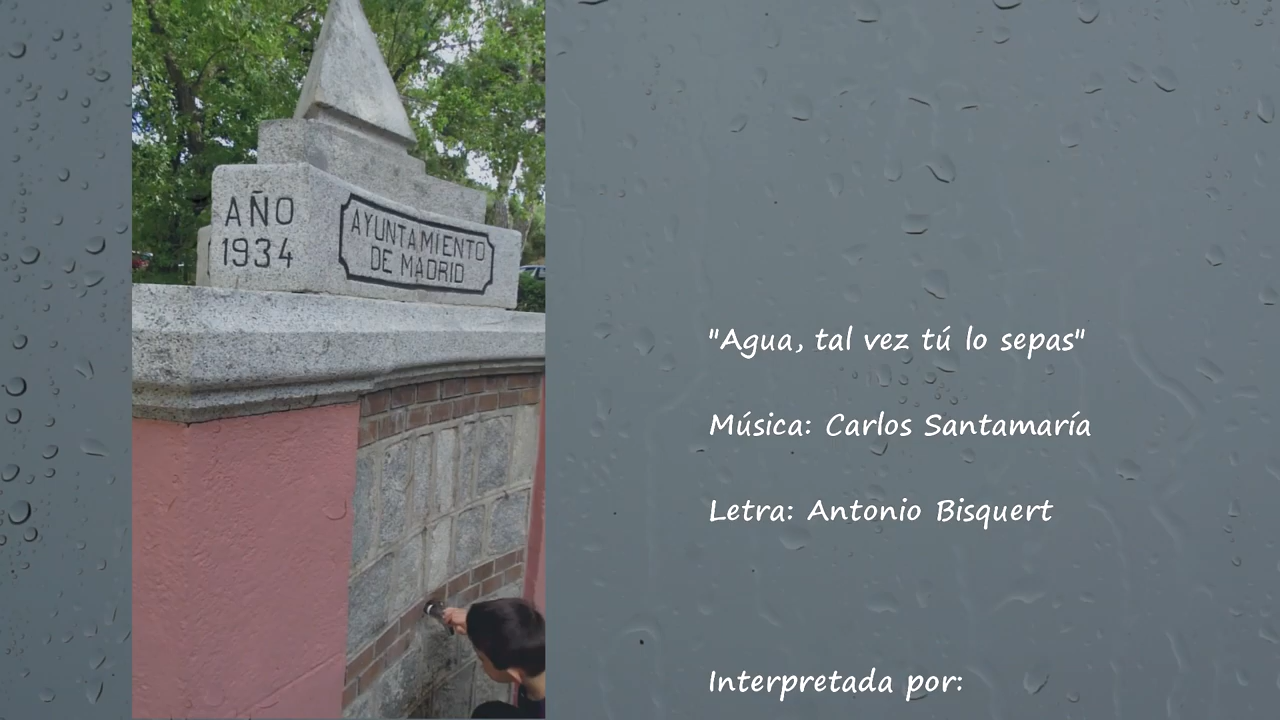 AÑO
1934
AYUNTAMIENTO
DE MADRID
"Agua, tal vez tú lo sepas"
Música: Carlos Santamaría
Letra: Antonio Bisquert
Interpretada por: